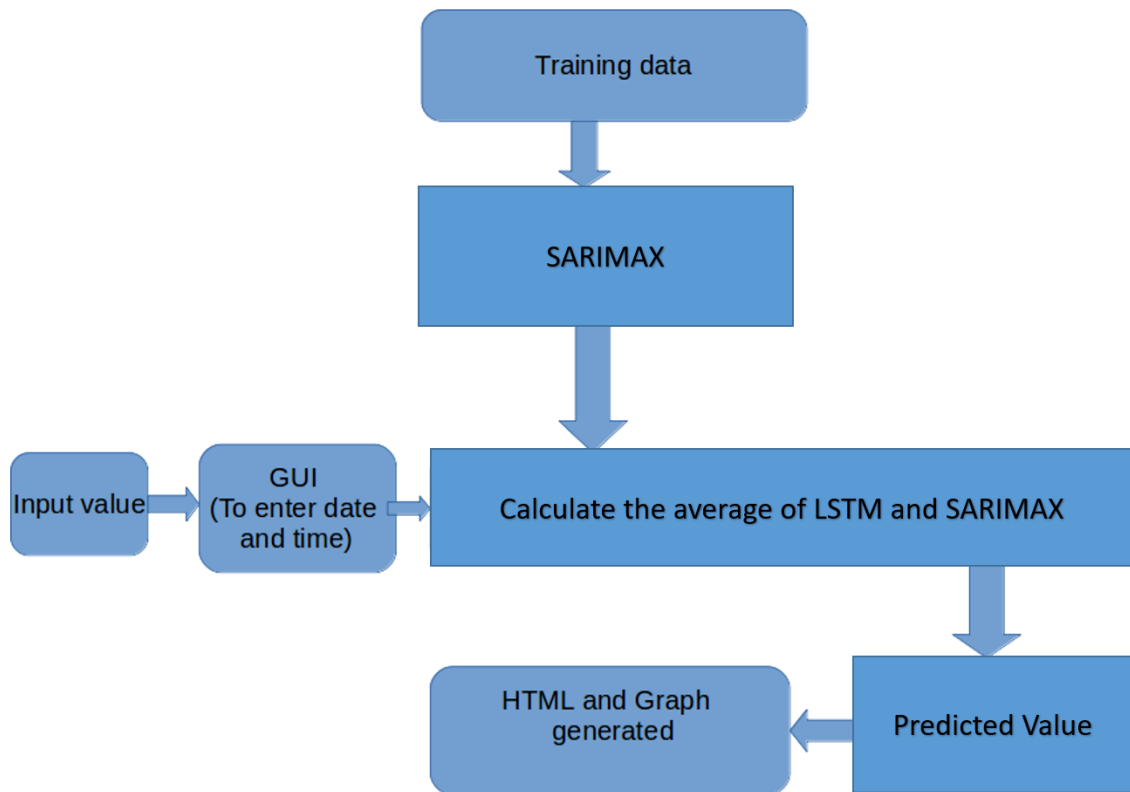 Training data
SARIMAX
Input value
GUI
(To enter date
and time)
Calculate the average of LSTM and SARIMAX
HTML and Graph
generated
Predicted Value